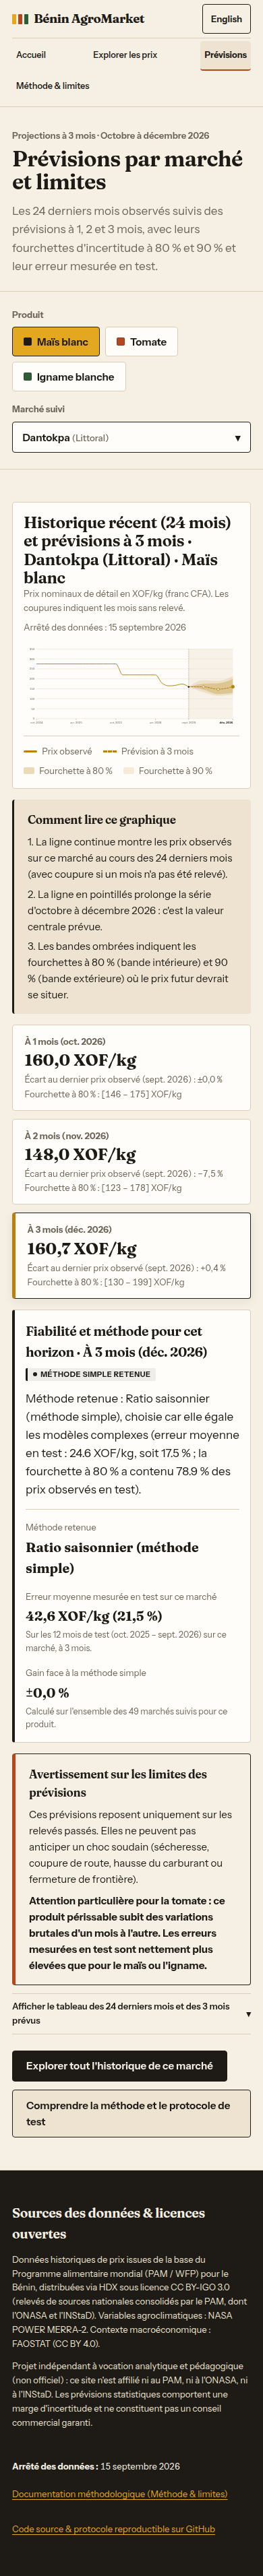 Bénin AgroMarket
English
Accueil
Explorer les prix
Prévisions
Méthode & limites
Projections à 3 mois · Octobre à décembre 2026
Prévisions par marché
et limites
Les 24 derniers mois observés suivis des
prévisions à 1, 2 et 3 mois, avec leurs
fourchettes d'incertitude à 80 % et 90 % et
leur erreur mesurée en test.
Produit
Maïs blanc
Tomate
Igname blanche
Marché suivi
Dantokpa (Littoral)
Historique récent (24 mois)
et prévisions à 3 mois ·
Dantokpa (Littoral) · Maïs
blanc
Prix nominaux de détail en XOF/kg (franc CFA). Les
coupures indiquent les mois sans relevé.
Arrêté des données : 15 septembre 2026
Prix observé
Prévision à 3 mois
Fourchette à 80 %
Fourchette à 90 %
Comment lire ce graphique
1. La ligne continue montre les prix observés
sur ce marché au cours des 24 derniers mois
(avec coupure si un mois n'a pas été relevé).
2. La ligne en pointillés prolonge la série
d'octobre à décembre 2026 : c'est la valeur
centrale prévue.
3. Les bandes ombrées indiquent les
fourchettes à 80 % (bande intérieure) et 90
% (bande extérieure) où le prix futur devrait
se situer.
À 1 mois (oct. 2026)
160,0 XOF/kg
Écart au dernier prix observé (sept. 2026) : ±0,0 %
Fourchette à 80 % : [146 – 175] XOF/kg
À 2 mois (nov. 2026)
148,0 XOF/kg
Écart au dernier prix observé (sept. 2026) : −7,5 %
Fourchette à 80 % : [123 – 178] XOF/kg
À 3 mois (déc. 2026)
160,7 XOF/kg
Écart au dernier prix observé (sept. 2026) : +0,4 %
Fourchette à 80 % : [130 – 199] XOF/kg
Fiabilité et méthode pour cet
horizon · À 3 mois (déc. 2026)
MÉTHODE SIMPLE RETENUE
Méthode retenue : Ratio saisonnier
(méthode simple), choisie car elle égale
les modèles complexes (erreur moyenne
en test : 24.6 XOF/kg, soit 17.5 % ; la
fourchette à 80 % a contenu 78.9 % des
prix observés en test).
Méthode retenue
Ratio saisonnier (méthode
simple)
Erreur moyenne mesurée en test sur ce marché
42,6 XOF/kg (21,5 %)
Sur les 12 mois de test (oct. 2025 – sept. 2026) sur ce
marché, à 3 mois.
Gain face à la méthode simple
±0,0 %
Calculé sur l'ensemble des 49 marchés suivis pour ce
produit.
Avertissement sur les limites des
prévisions
Ces prévisions reposent uniquement sur les
relevés passés. Elles ne peuvent pas
anticiper un choc soudain (sécheresse,
coupure de route, hausse de carburant ou
fermeture de frontière).
Attention particulière pour la tomate : ce
produit périssable subit des variations
brutales d'un mois à l'autre. Les erreurs
mesurées en test sont nettement plus
élevées que pour le maïs ou l'igname.
Afficher le tableau des 24 derniers mois et des 3 mois
prévus
Explorer tout l'historique de ce marché
Comprendre la méthode et le protocole de
test
Sources des données & licences
ouvertes
Données historiques de prix issues de la base du
Programme alimentaire mondial (PAM / WFP) pour le
Bénin, distribuées via HDX sous licence CC BY-IGO 3.0
(relevés de sources nationales consolidés par le PAM, dont
l'ONASA et l'INStaD). Variables agroclimatiques : NASA
POWER MERRA-2. Contexte macroéconomique :
FAOSTAT (CC BY 4.0).
Projet indépendant à vocation analytique et pédagogique
(non officiel) : ce site n'est affilié ni au PAM, ni à l'ONASA, ni
à l'INStaD. Les prévisions statistiques comportent une
marge d'incertitude et ne constituent pas un conseil
commercial garanti.
Arrêté des données : 15 septembre 2026
Documentation méthodologique (Méthode & limites)
Code source & protocole reproductible sur GitHub